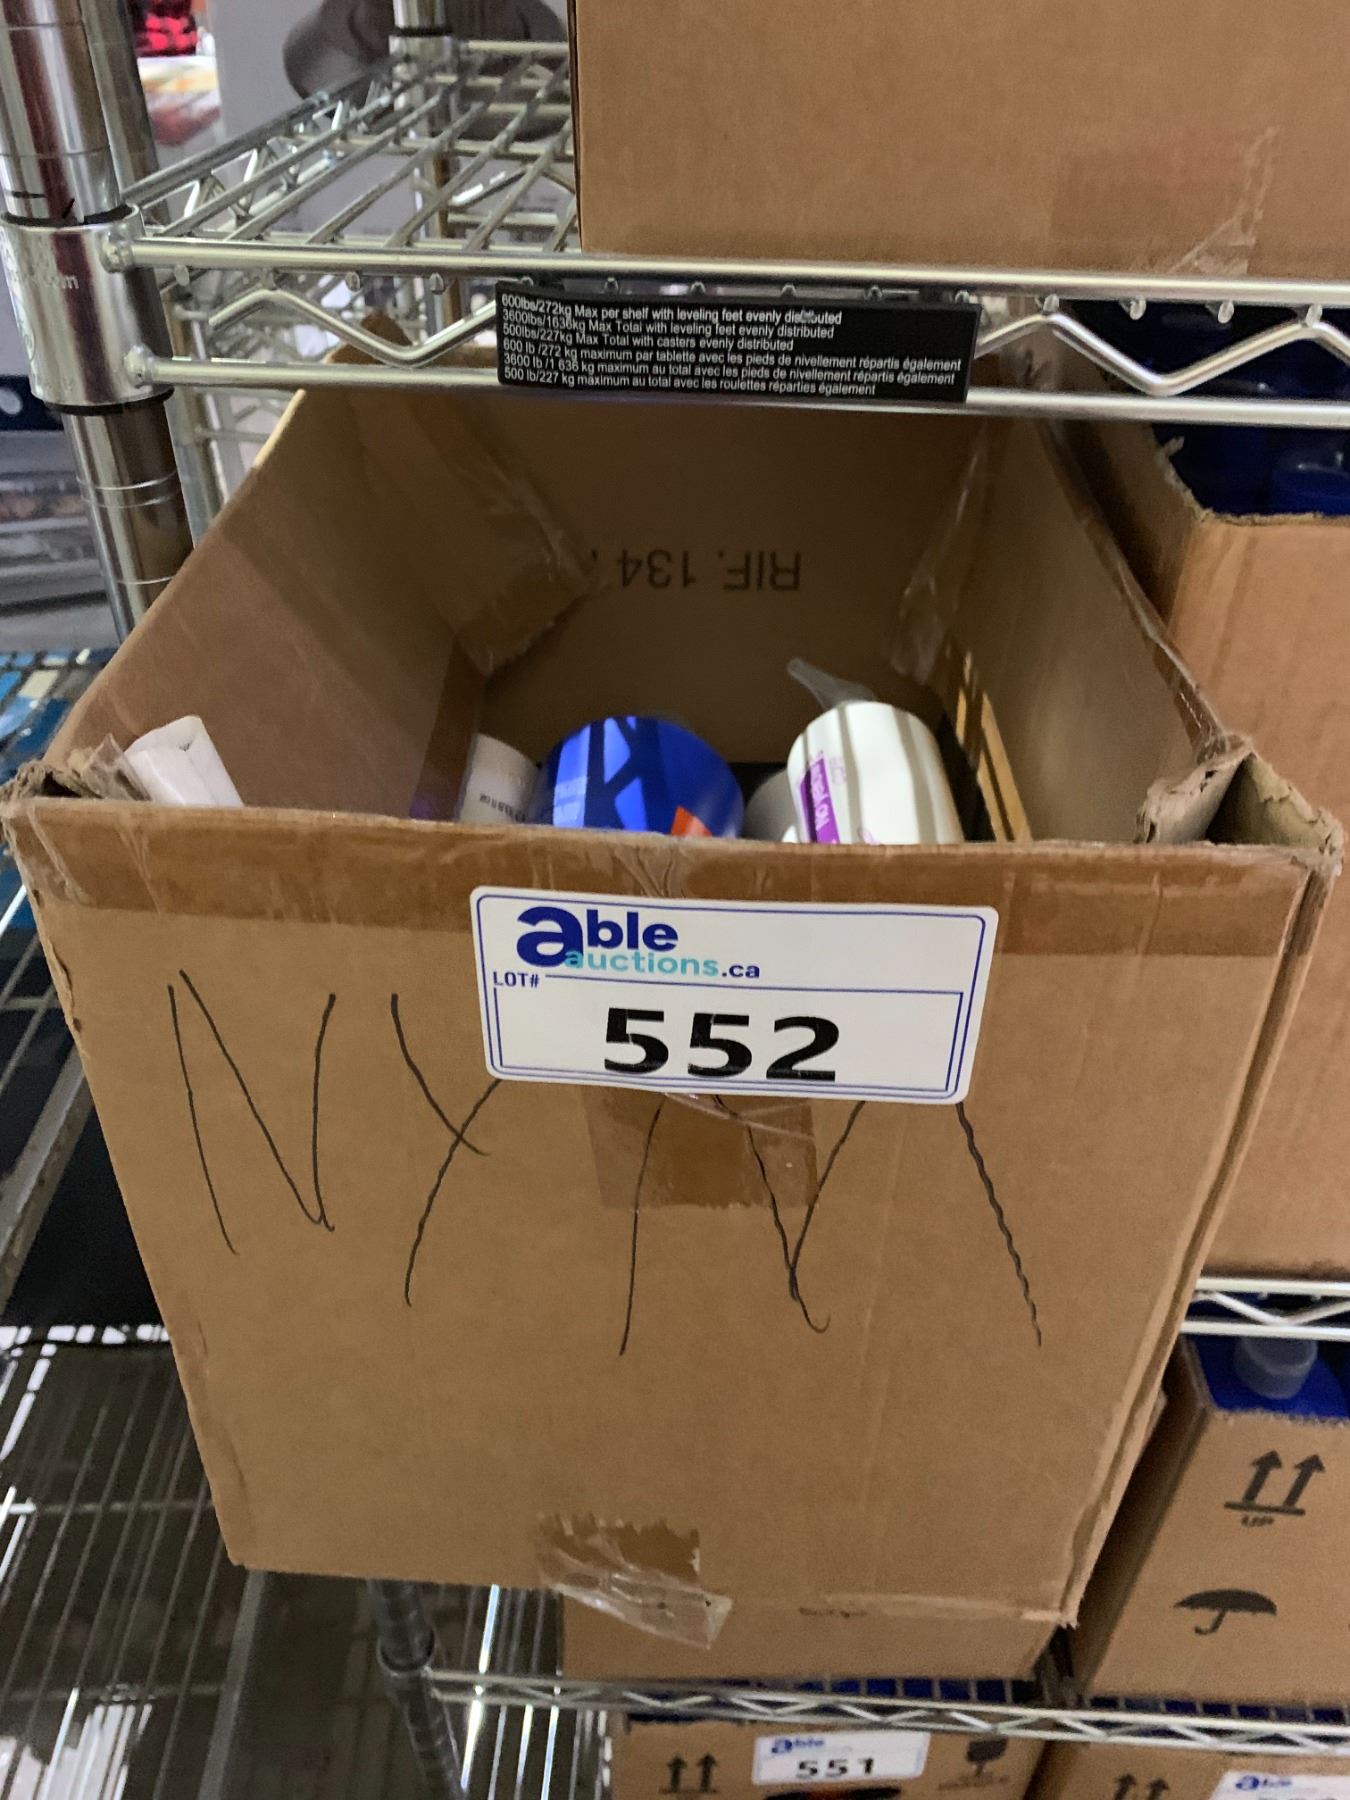 600lbs/272kg Max per shelf with leveling feet evenly distributed
3600lbs/1636kg Max Total with leveling feet evenly distributed
500lbs/227kg Max Total with casters evenly distributed
600 lb /272 kg maximum par tablette avec les pieds de nivellement répartis également
3600 lb/1 636 kg maximum au total avec les pieds de nivellement répartis également
500 lb/227 kg maximum au total avec les roulettes réparties également
RIF. 134
able
auctions.ca
LOT#
552
NYM
UP
able
551
able